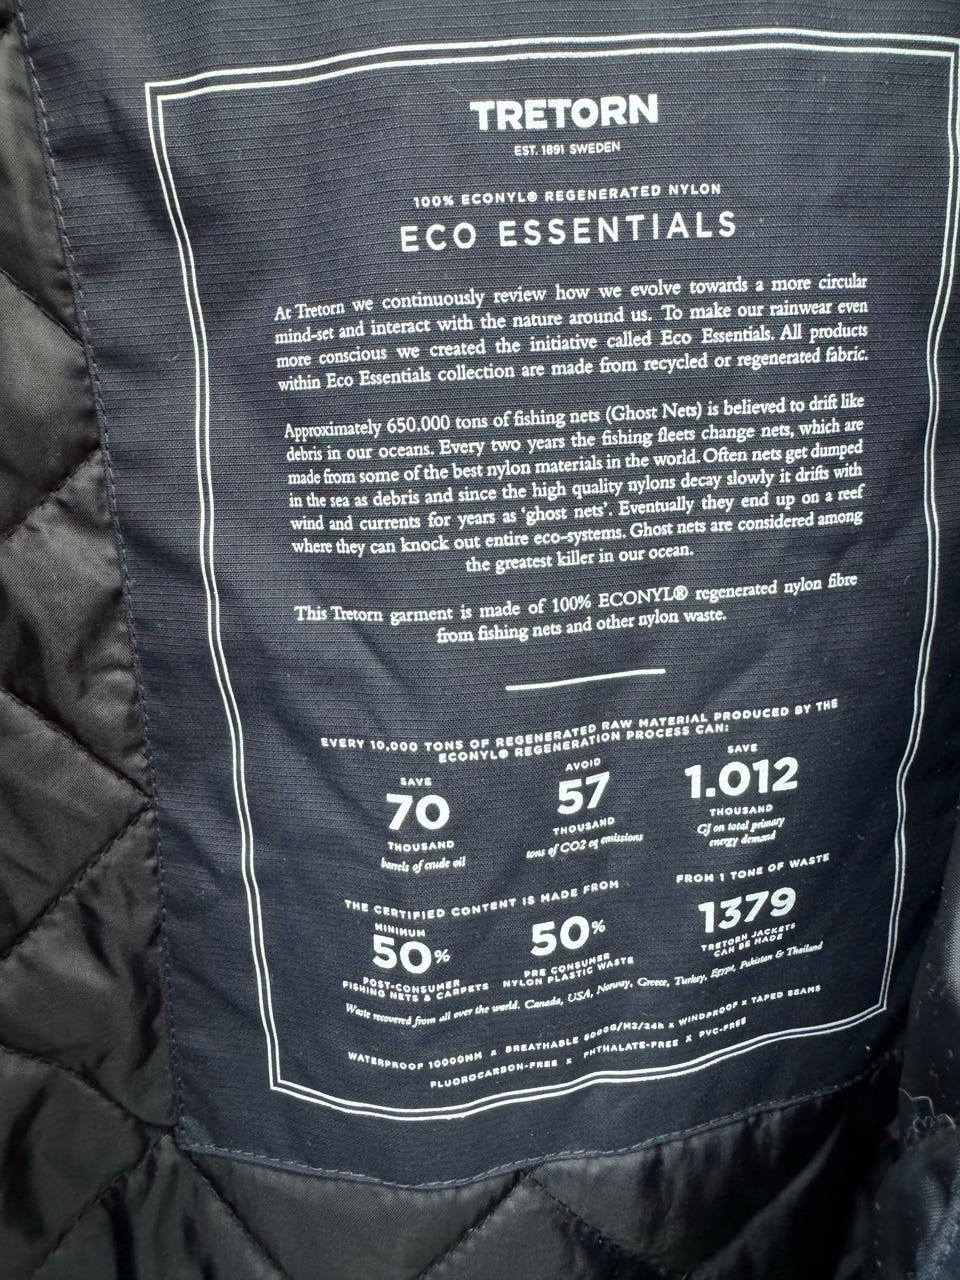 TRETORN
EST. 1891 SWEDEN
100% ECONYL® REGENERATED NYLON
ECO ESSENTIALS
At Tretorn we continuously review how we evolve towards a more circular
mind-set and interact with the nature around us. To make our rainwear even
more conscious we created the initiative called Eco Essentials. All products
within Eco Essentials collection are made from recycled or regenerated fabric.
Approximately 650.000 tons of fishing nets (Ghost Nets) is believed to drift like
debris in our oceans. Every two years the fishing fleets change nets, which are
made from some of the best nylon materials in the world. Often nets get dumped
in the sea as debris and since the high quality nylons decay slowly it drifts with
wind and currents for years as ‘ghost nets’. Eventually they end up on a reef
where they can knock out entire eco-systems. Ghost nets are considered among
the greatest killer in our ocean.
This Tretorn garment is made of 100% ECONYL® regenerated nylon fibre
from fishing nets and other nylon waste.
EVERY 10,000 TONS OF REGENERATED RAW MATERIAL PRODUCED BY THE
ECONYL® REGENERATION PROCESS CAN:
SAVE
70
THOUSAND
barrels of crude oil
AVOID
57
THOUSAND
tons of CO2 eq emissions
SAVE
1.012
THOUSAND
GJ on total primary
energy demand
THE CERTIFIED CONTENT IS MADE FROM
MINIMUM
50%
POST-CONSUMER
FISHING NETS & CARPETS
50%
PRE CONSUMER
NYLON PLASTIC WASTE
FROM 1 TONE OF WASTE
1379
TRETORN JACKETS
CAN BE MADE
Waste recovered from all over the world. Canada, USA, Norway, Greece, Turkey, Egypt, Pakistan & Thailand
WATERPROOF 10000MM x BREATHABLE 5000G/M2/24h x WINDPROOF x TAPED SEAMS
FLUOROCARBON-FREE x PHTHALATE-FREE x PVC-FREE